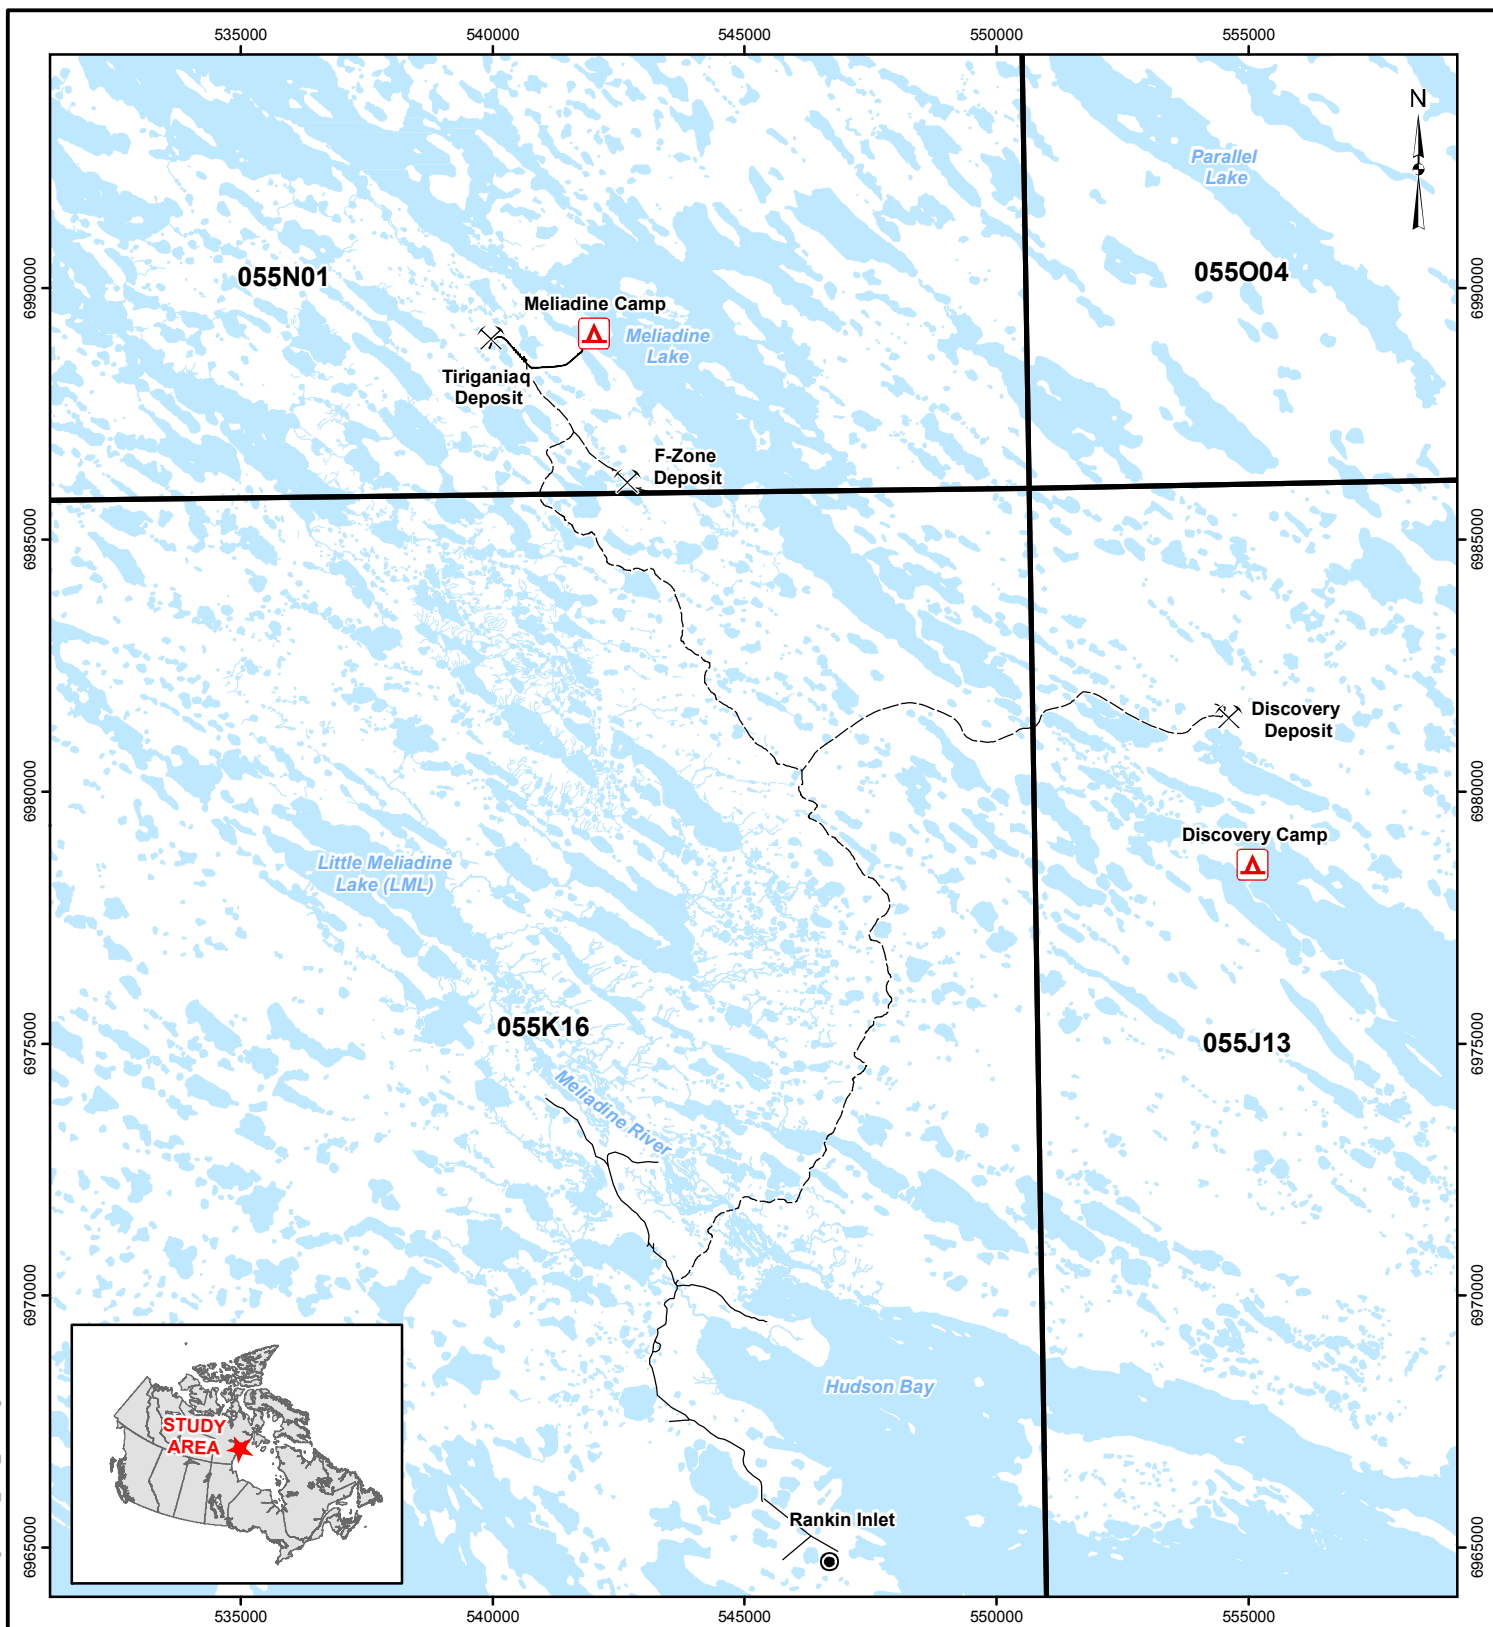 535000
540000
545000
550000
555000
N
Parallel
Lake
055N01
055O04
6990000
6990000
Meliadine Camp
Meliadine
Lake
Tiriganiaq
Deposit
F-Zone
Deposit
6985000
6985000
Discovery
Deposit
6980000
6980000
Discovery Camp
Little Meliadine
Lake (LML)
055K16
055J13
6975000
6975000
Meliadine River
6970000
6970000
Hudson Bay
STUDY
AREA
Rankin Inlet
6965000
6965000
535000
540000
545000
550000
555000